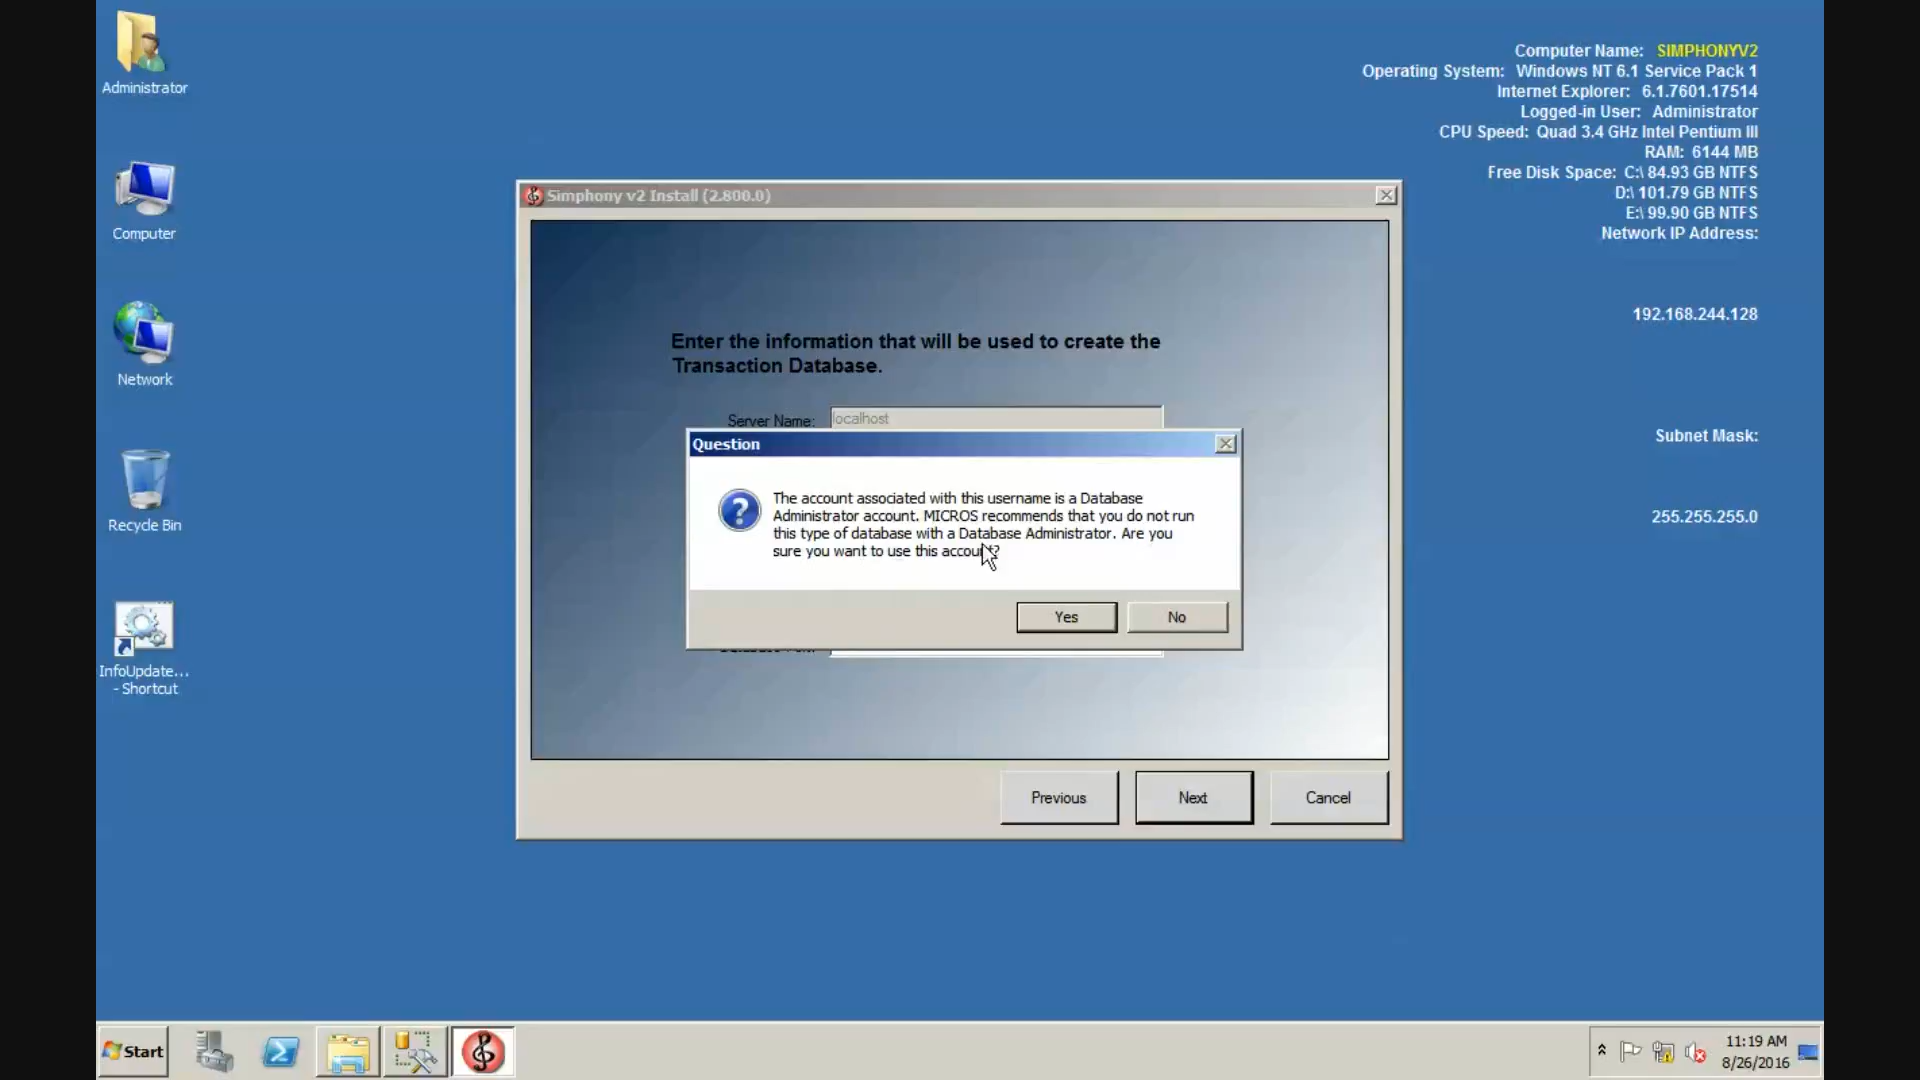 Administrator
Computer
Network
Recycle Bin
InfoUpdate...
- Shortcut
Computer Name: SIMPHONYV2
Operating System: Windows NT 6.1 Service Pack 1
Internet Explorer: 6.1.7601.17514
Logged-in User: Administrator
CPU Speed: Quad 3.4 GHz Intel Pentium III
RAM: 6144 MB
Free Disk Space: C:\ 84.93 GB NTFS
D:\ 101.79 GB NTFS
E:\ 99.90 GB NTFS
Network IP Address:
192.168.244.128
Subnet Mask:
255.255.255.0
Simphony v2 Install (2.800.0)
Enter the information that will be used to create the
Transaction Database.
Server Name: localhost
Question
The account associated with this username is a Database
Administrator account. MICROS recommends that you do not run
this type of database with a Database Administrator. Are you
sure you want to use this account?
Yes No
Previous Next Cancel
Start
11:19 AM
8/26/2016